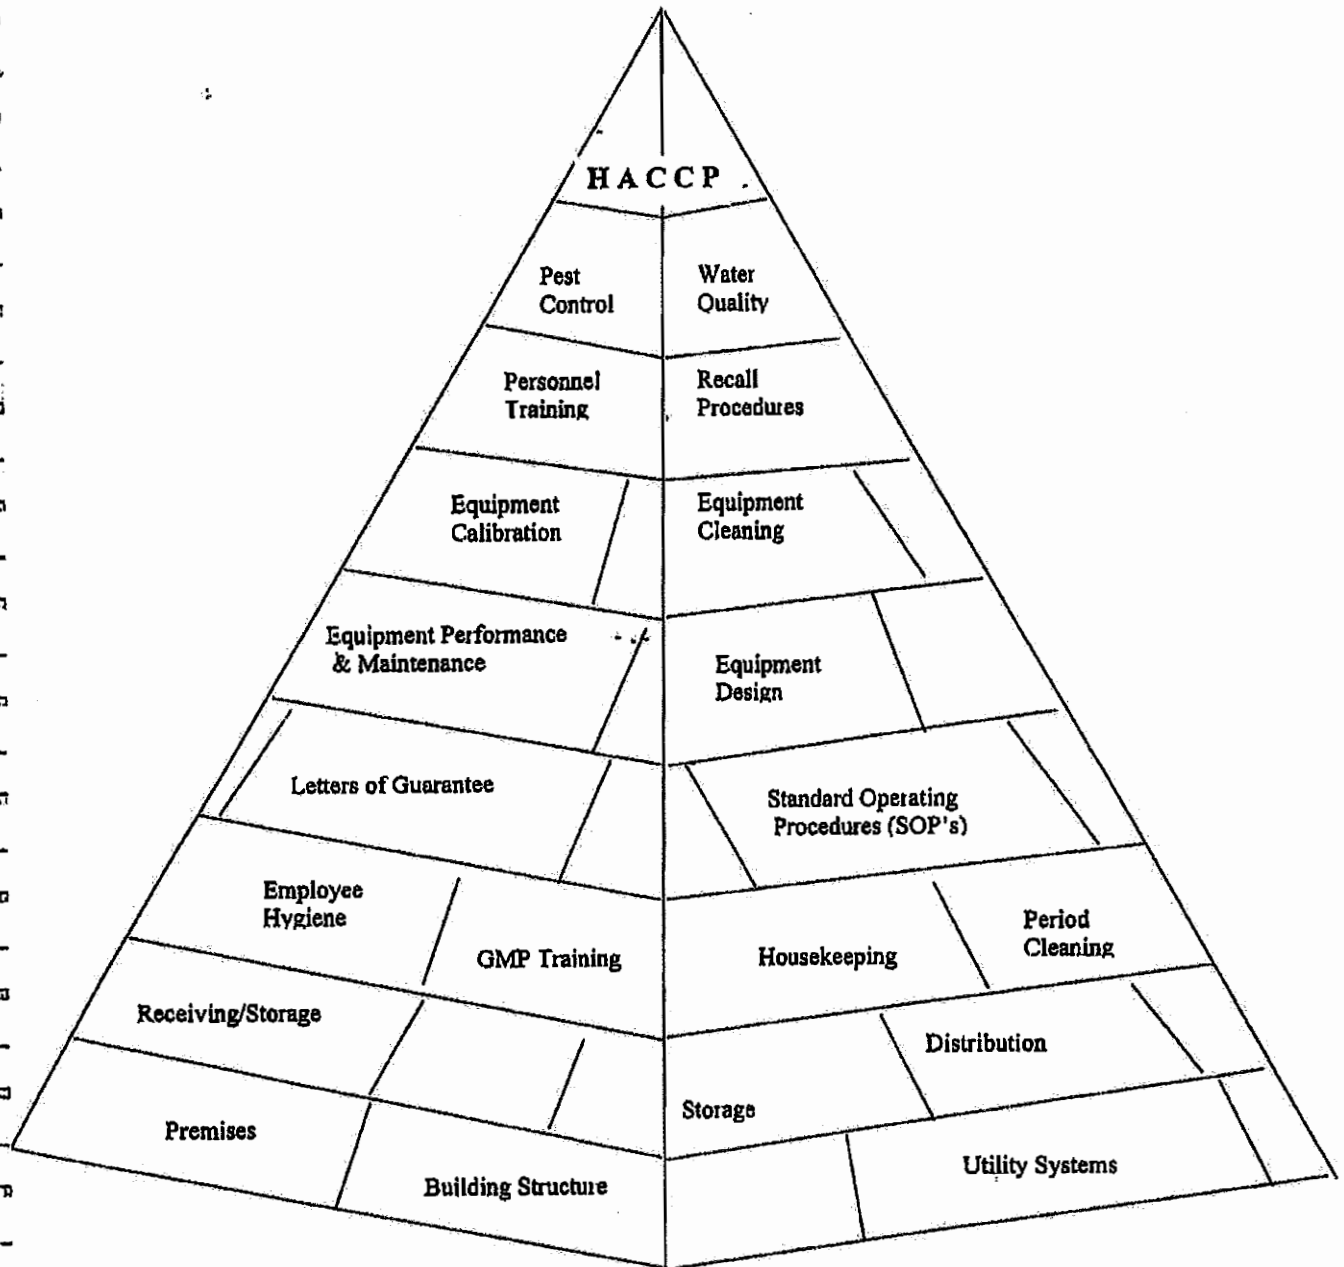 HACCP
Pest
Control
Water
Quality
Personnel
Training
Recall
Procedures
Equipment
Calibration
Equipment
Cleaning
Equipment Performance
& Maintenance
Equipment
Design
Letters of Guarantee
Standard Operating
Procedures (SOP's)
Employee
Hygiene
GMP Training
Housekeeping
Period
Cleaning
Receiving/Storage
Storage
Distribution
Premises
Building Structure
Utility Systems